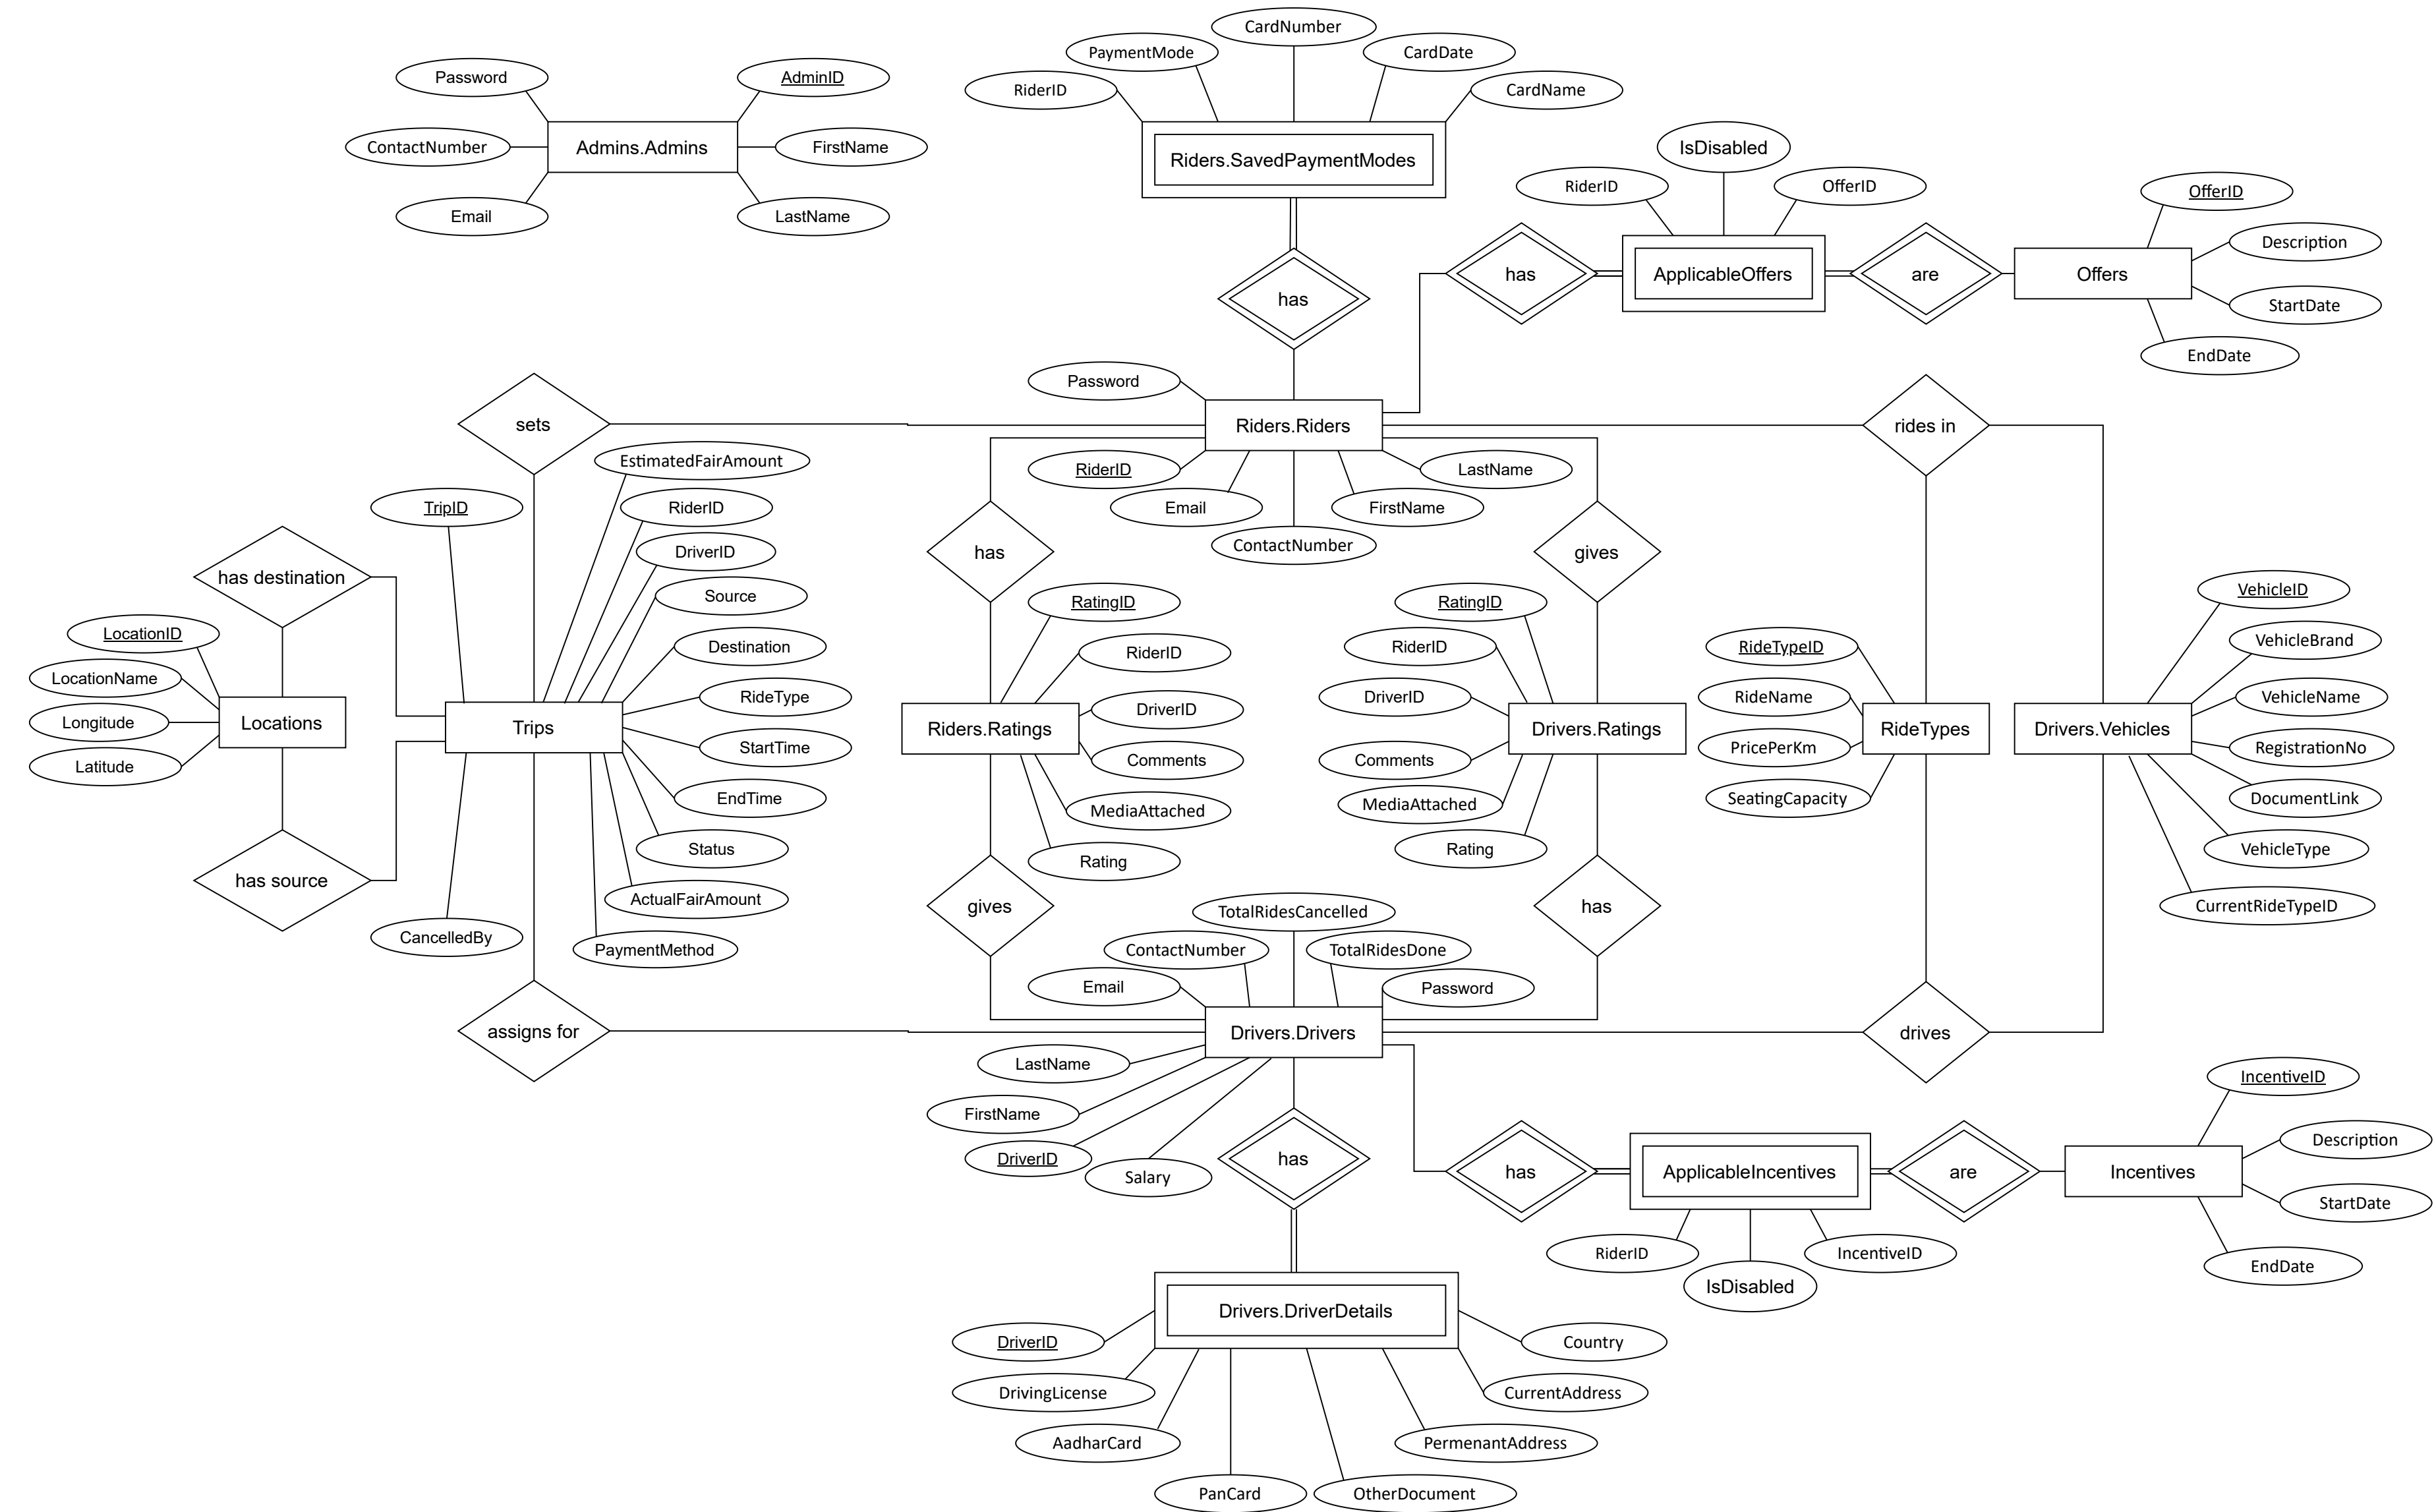 CardNumber
PaymentMode
CardDate
RiderID
CardName
Riders.SavedPaymentModes
Password
AdminID
ContactNumber
Admins.Admins
FirstName
Email
LastName
IsDisabled
RiderID
OfferID
has
ApplicableOffers
are
Offers
OfferID
Description
StartDate
EndDate
has
Password
sets
Riders.Riders
rides in
RiderID
LastName
Email
FirstName
ContactNumber
EstimatedFairAmount
TripID
RiderID
DriverID
Source
Destination
RideType
StartTime
EndTime
Status
ActualFairAmount
PaymentMethod
CancelledBy
Trips
has destination
LocationID
LocationName
Longitude
Latitude
Locations
has source
has
gives
RatingID
RiderID
DriverID
Comments
MediaAttached
Rating
Riders.Ratings
RatingID
RiderID
DriverID
Comments
MediaAttached
Rating
Drivers.Ratings
RideTypeID
RideName
PricePerKm
SeatingCapacity
RideTypes
VehicleID
VehicleBrand
VehicleName
RegistrationNo
DocumentLink
VehicleType
CurrentRideTypeID
Drivers.Vehicles
gives
has
TotalRidesCancelled
ContactNumber
TotalRidesDone
Email
Password
assigns for
Drivers.Drivers
drives
LastName
FirstName
DriverID
Salary
has
has
ApplicableIncentives
are
Incentives
IncentiveID
Description
StartDate
EndDate
RiderID
IsDisabled
IncentiveID
Drivers.DriverDetails
DriverID
DrivingLicense
AadharCard
PanCard
OtherDocument
PermenantAddress
CurrentAddress
Country